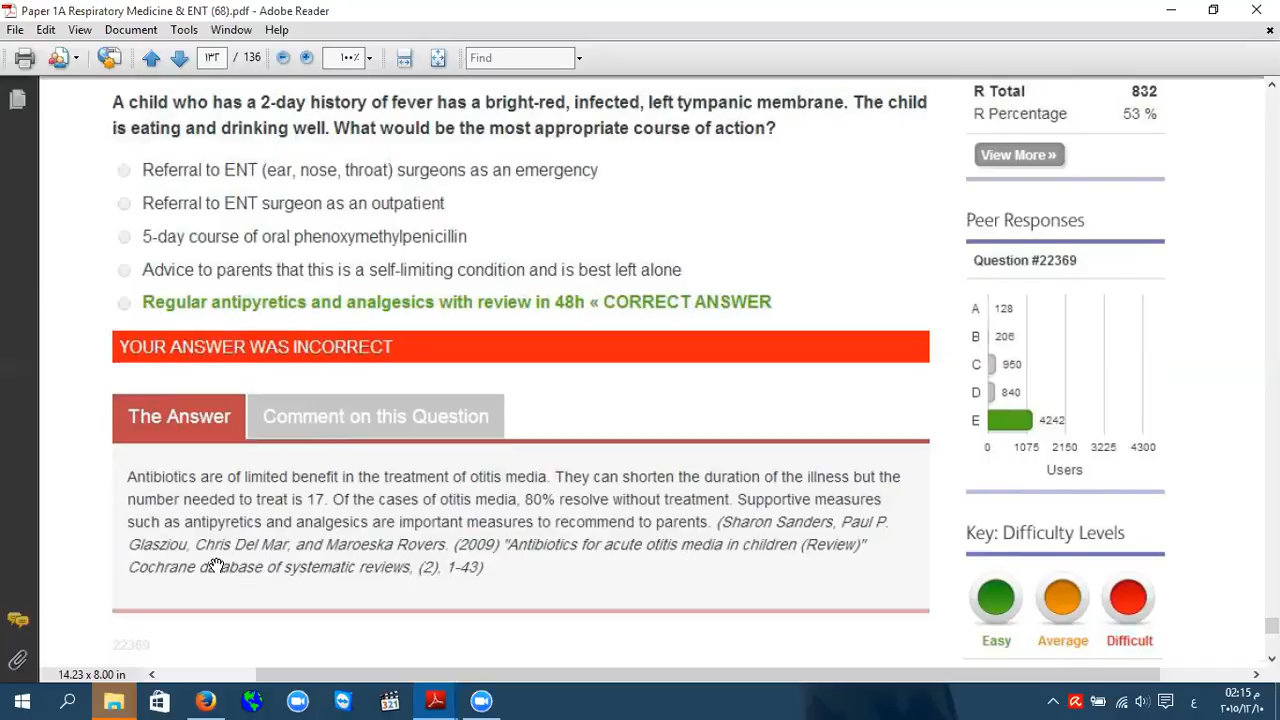 Paper 1A Respiratory Medicine & ENT (68).pdf - Adobe Reader
File Edit View Document Tools Window Help
١٣٣ / 136 ١٠٠% Find
A child who has a 2-day history of fever has a bright-red, infected, left tympanic membrane. The child
is eating and drinking well. What would be the most appropriate course of action?
Referral to ENT (ear, nose, throat) surgeons as an emergency
Referral to ENT surgeon as an outpatient
5-day course of oral phenoxymethylpenicillin
Advice to parents that this is a self-limiting condition and is best left alone
Regular antipyretics and analgesics with review in 48h « CORRECT ANSWER
YOUR ANSWER WAS INCORRECT
The Answer Comment on this Question
Antibiotics are of limited benefit in the treatment of otitis media. They can shorten the duration of the illness but the
number needed to treat is 17. Of the cases of otitis media, 80% resolve without treatment. Supportive measures
such as antipyretics and analgesics are important measures to recommend to parents. (Sharon Sanders, Paul P.
Glasziou, Chris Del Mar, and Maroeska Rovers. (2009) "Antibiotics for acute otitis media in children (Review)"
Cochrane database of systematic reviews, (2), 1-43)
22369
R Total 832
R Percentage 53 %
View More »
Peer Responses
Question #22369
A 128
B 206
C 950
D 840
E 4242
0 1075 2150 3225 4300
Users
Key: Difficulty Levels
Easy Average Difficult
14.23 x 8.00 in
321
ع
02:15 م
٢٠١٥/١٢/١٠